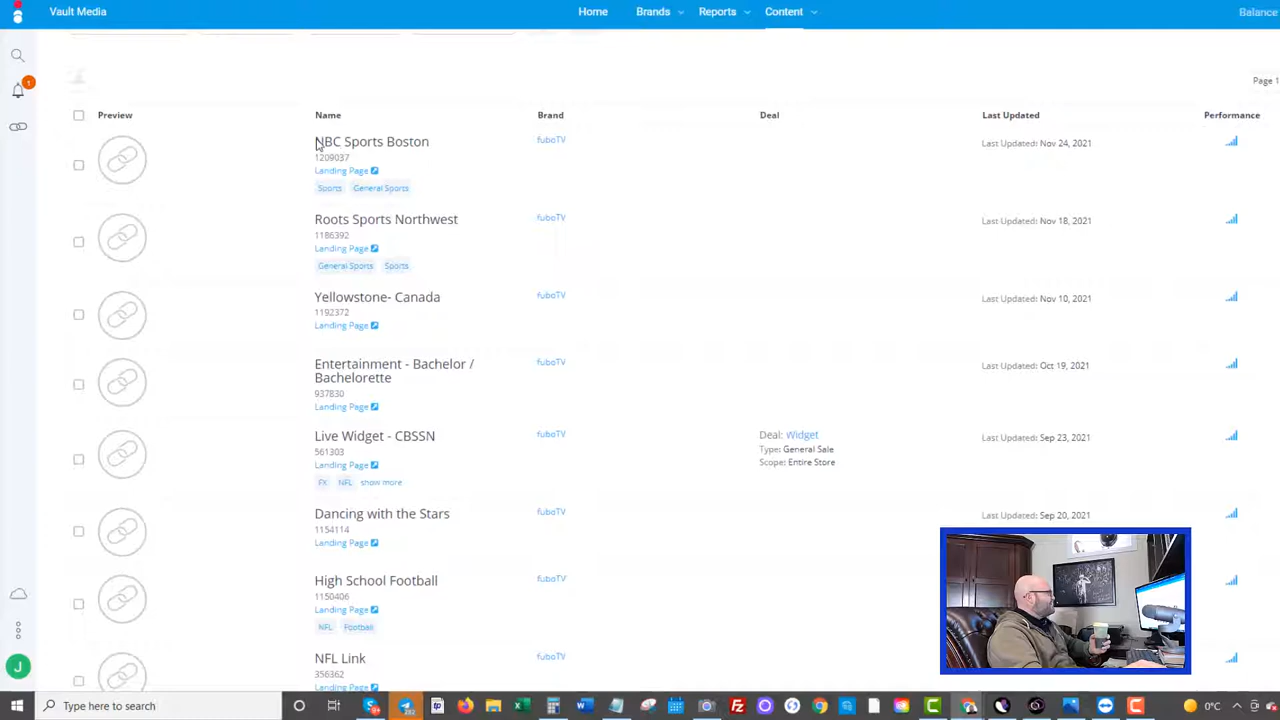 Vault Media
Home
Brands
Reports
Content
Balance
1
Page 1
Preview
Name
Brand
Deal
Last Updated
Performance
NBC Sports Boston
1209037
Landing Page
Sports General Sports
fuboTV
Last Updated: Nov 24, 2021
Roots Sports Northwest
1186392
Landing Page
General Sports Sports
fuboTV
Last Updated: Nov 18, 2021
Yellowstone- Canada
1192372
Landing Page
fuboTV
Last Updated: Nov 10, 2021
Entertainment - Bachelor /
Bachelorette
937830
Landing Page
fuboTV
Last Updated: Oct 19, 2021
Live Widget - CBSSN
561303
Landing Page
FX NFL show more
fuboTV
Deal: Widget
Type: General Sale
Scope: Entire Store
Last Updated: Sep 23, 2021
Dancing with the Stars
1154114
Landing Page
fuboTV
Last Updated: Sep 20, 2021
High School Football
1150406
Landing Page
NFL Football
fuboTV
NFL Link
356362
Landing Page
fuboTV
J
Type here to search
0°C